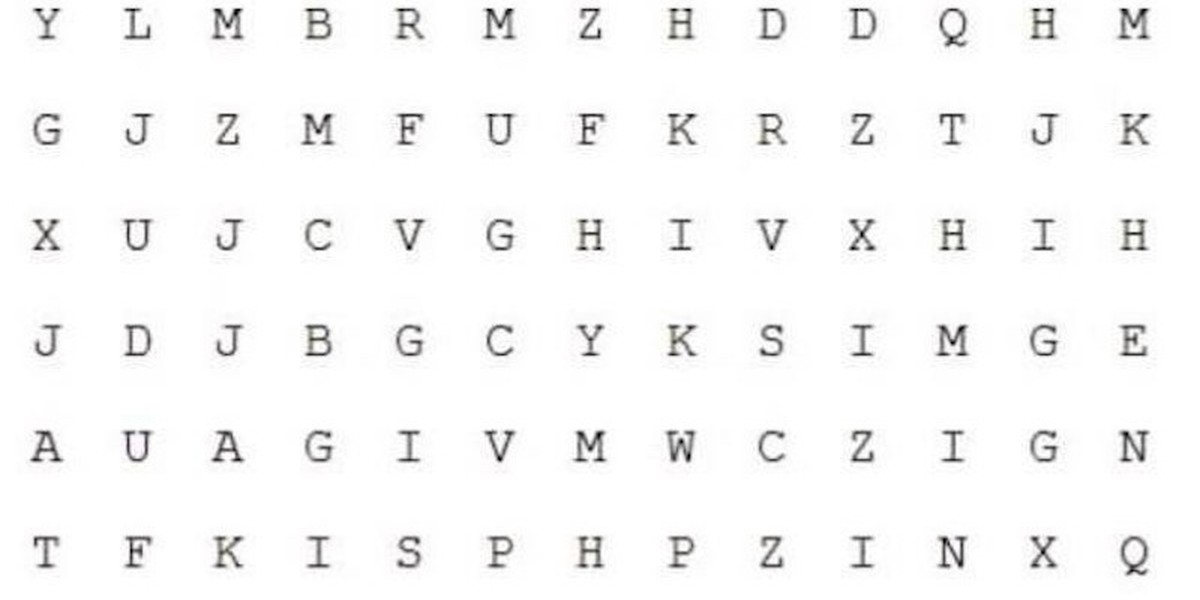 Y L M B R M Z H D D Q H M
G J Z M F U F K R Z T J K
X U J C V G H I V X H I H
J D J B G C Y K S I M G E
A U A G I V M W C Z I G N
T F K I S P H P Z I N X Q